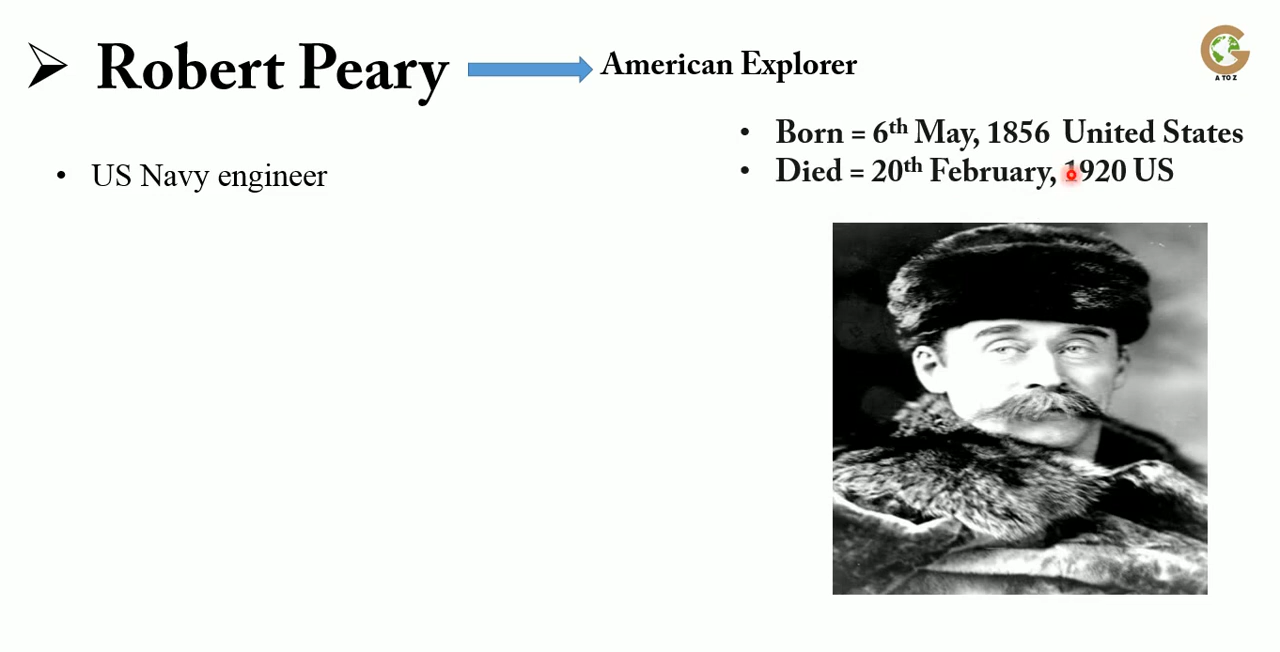 Robert Peary
American Explorer
A TO Z
• Born = 6th May, 1856 United States
• Died = 20th February, 1920 US
• US Navy engineer